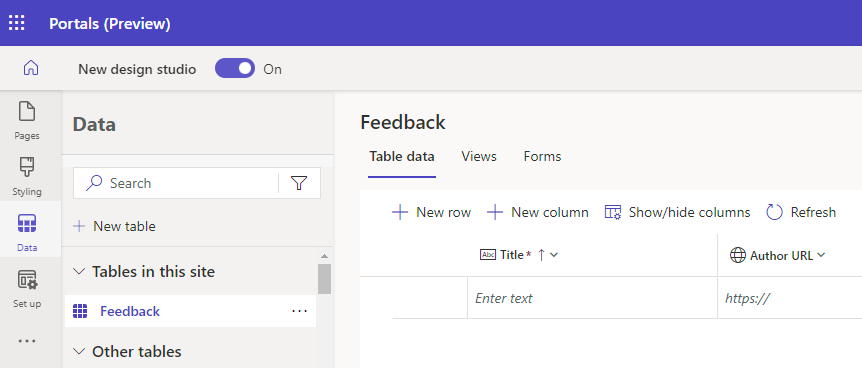 Portals (Preview)
New design studio On
Pages
Styling
Data
Set up
Data
Search
New table
Tables in this site
Feedback
Other tables
Feedback
Table data Views Forms
New row New column Show/hide columns Refresh
Abc Title * Author URL
Enter text https://